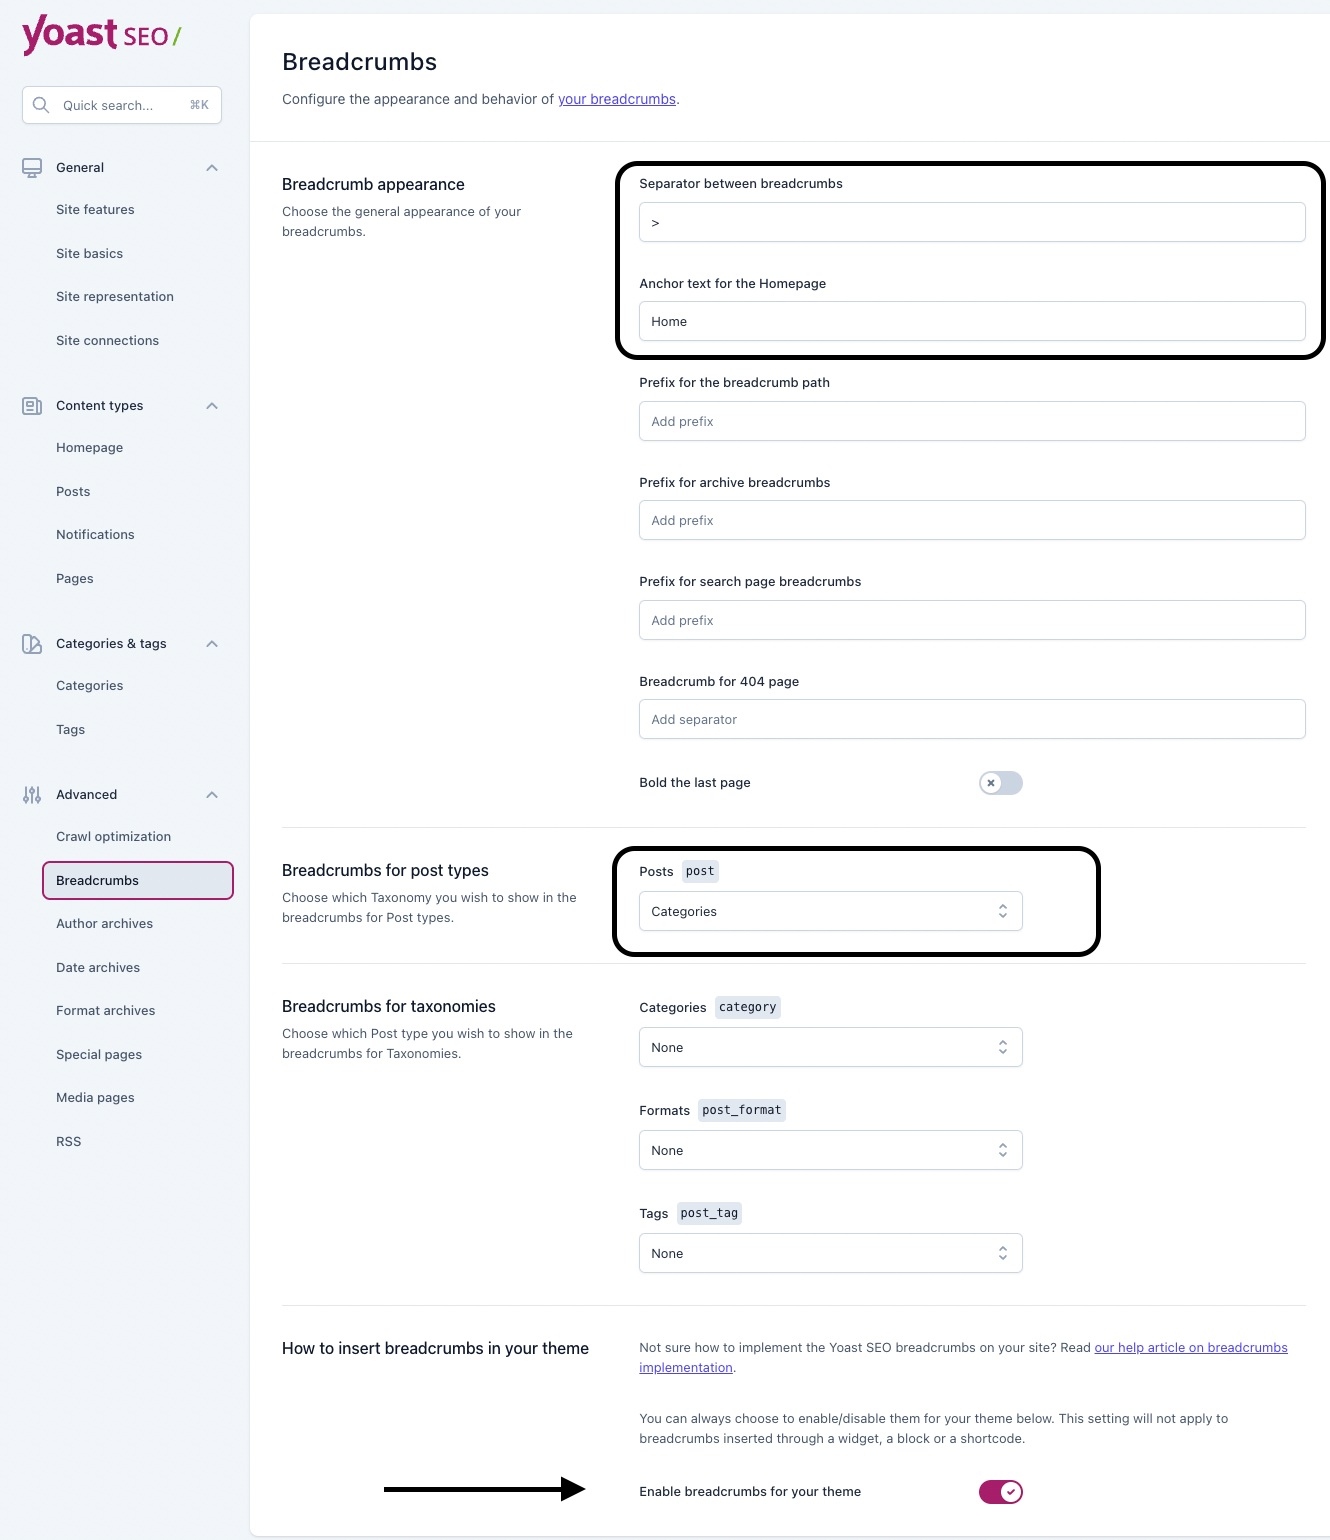 yoast SEO /
Quick search... ⌘K
General
Site features
Site basics
Site representation
Site connections
Content types
Homepage
Posts
Notifications
Pages
Categories & tags
Categories
Tags
Advanced
Crawl optimization
Breadcrumbs
Author archives
Date archives
Format archives
Special pages
Media pages
RSS
Breadcrumbs
Configure the appearance and behavior of your breadcrumbs.
Breadcrumb appearance
Choose the general appearance of your
breadcrumbs.
Separator between breadcrumbs
>
Anchor text for the Homepage
Home
Prefix for the breadcrumb path
Add prefix
Prefix for archive breadcrumbs
Add prefix
Prefix for search page breadcrumbs
Add prefix
Breadcrumb for 404 page
Add separator
Bold the last page
Breadcrumbs for post types
Choose which Taxonomy you wish to show in the
breadcrumbs for Post types.
Posts post
Categories
Breadcrumbs for taxonomies
Choose which Post type you wish to show in the
breadcrumbs for Taxonomies.
Categories category
None
Formats post_format
None
Tags post_tag
None
How to insert breadcrumbs in your theme
Not sure how to implement the Yoast SEO breadcrumbs on your site? Read our help article on breadcrumbs
implementation.
You can always choose to enable/disable them for your theme below. This setting will not apply to
breadcrumbs inserted through a widget, a block or a shortcode.
Enable breadcrumbs for your theme